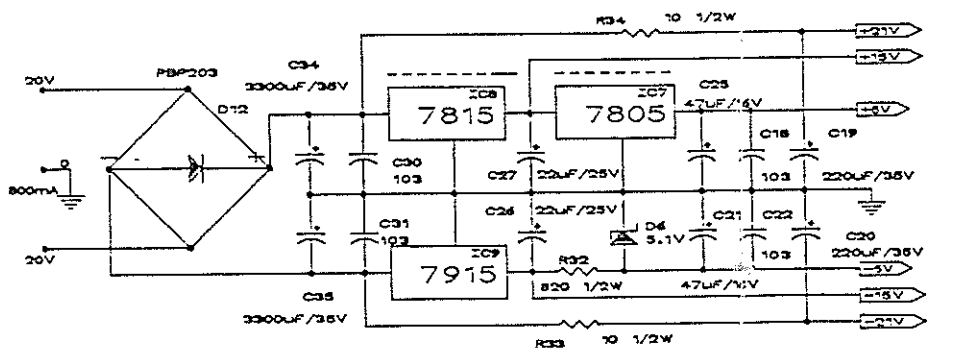 R34 10 1/2W
+21V
C34
3300uF/35V
+15V
PBP203
20V
D12
IC8
7815
IC7
7805
C25
47uF/16V
+5V
- +
0
800mA
C30
103
C27
22uF/25V
C18
103
C19
220uF/35V
C31
103
C26
22uF/25V
D6
5.1V
C21
C22
103
C20
220uF/35V
20V
IC9
7915
R32
820 1/2W
47uF/16V
-5V
C35
3300uF/35V
-15V
R33 10 1/2W
-21V